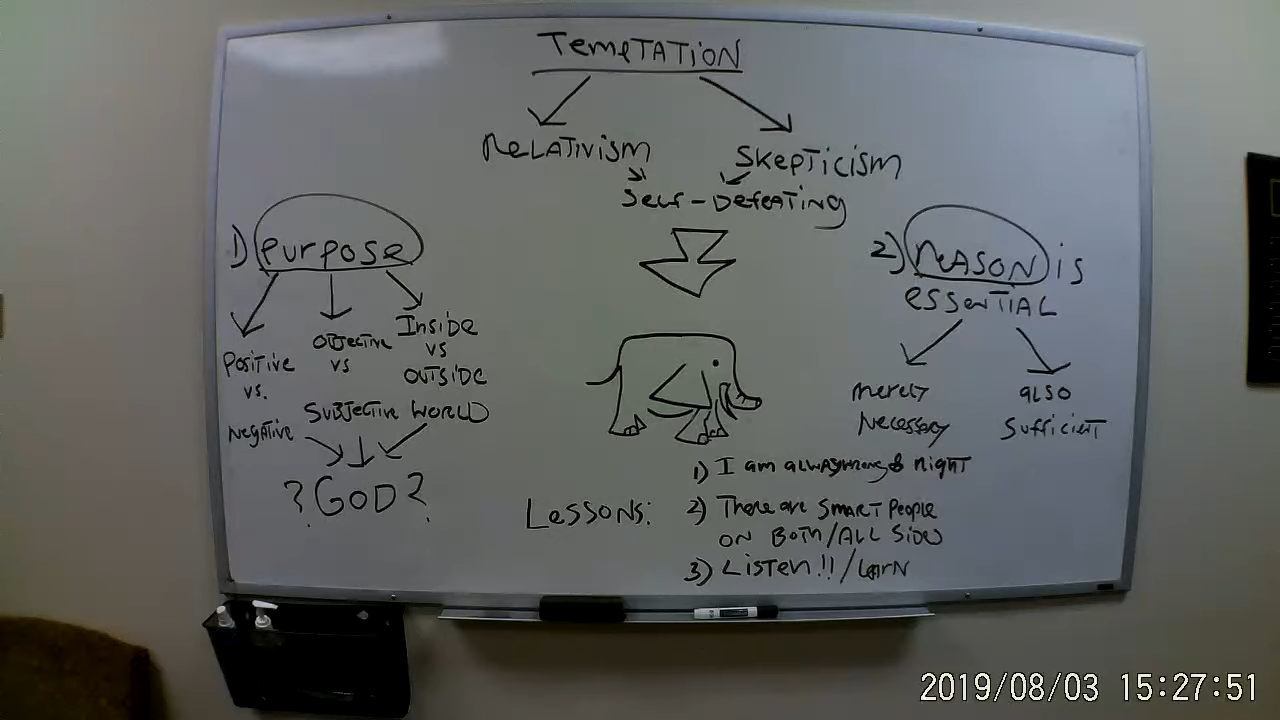 TEMPTATION
RELATIVISM
SKEPTICISM
SELF-DEFEATING
1) PURPOSE
POSITIVE
VS.
NEGATIVE
OBJECTIVE
VS
SUBJECTIVE
INSIDE
VS
OUTSIDE
WORLD
? GOD ?
2) REASON is
ESSENTIAL
merely
Necessary
also
Sufficient
Lessons:
1) I am always wrong & right
2) There are SMART People
ON BOTH/ALL SIDES
3) LISTEN!!/LEARN
2019/08/03 15:27:51